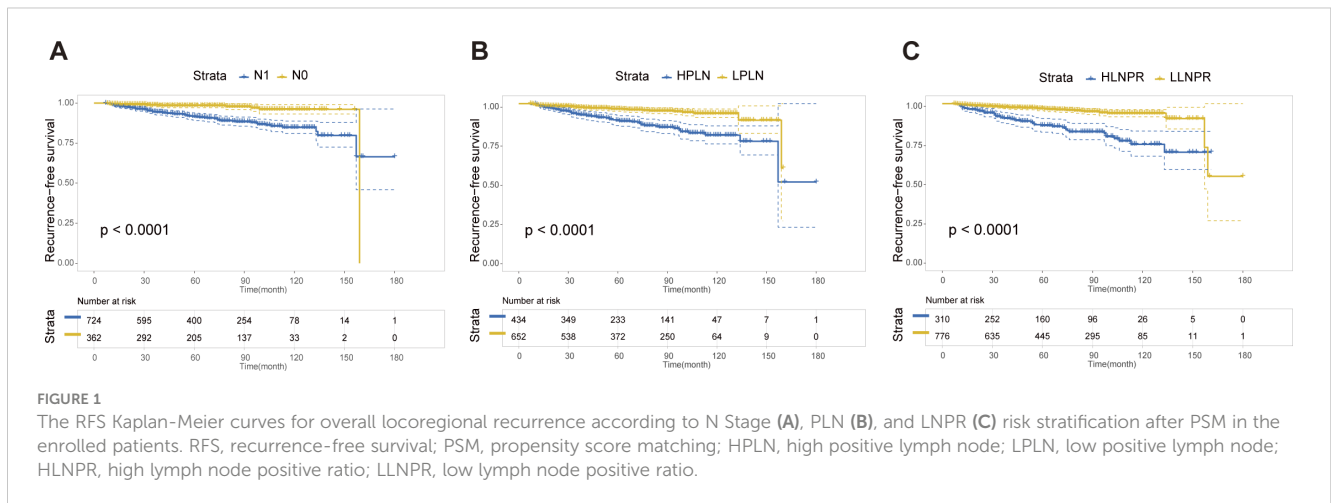 A
Strata N1 N0
1.00
0.75
0.50
0.25
0.00
Recurrence-free survival
p < 0.0001
0 30 60 90 120 150 180
Time(month)
Number at risk
Strata
724 595 400 254 78 14 1
362 292 205 137 33 2 0
0 30 60 90 120 150 180
Time(month)
B
Strata HPLN LPLN
1.00
0.75
0.50
0.25
0.00
Recurrence-free survival
p < 0.0001
0 30 60 90 120 150 180
Time(month)
Number at risk
Strata
434 349 233 141 47 7 1
652 538 372 250 64 9 0
0 30 60 90 120 150 180
Time(month)
C
Strata HLNPR LLNPR
1.00
0.75
0.50
0.25
0.00
Recurrence-free survival
p < 0.0001
0 30 60 90 120 150 180
Time(month)
Number at risk
Strata
310 252 160 96 26 5 0
776 635 445 295 85 11 1
0 30 60 90 120 150 180
Time(month)
FIGURE 1
The RFS Kaplan-Meier curves for overall locoregional recurrence according to N Stage (A), PLN (B), and LNPR (C) risk stratification after PSM in the
enrolled patients. RFS, recurrence-free survival; PSM, propensity score matching; HPLN, high positive lymph node; LPLN, low positive lymph node;
HLNPR, high lymph node positive ratio; LLNPR, low lymph node positive ratio.